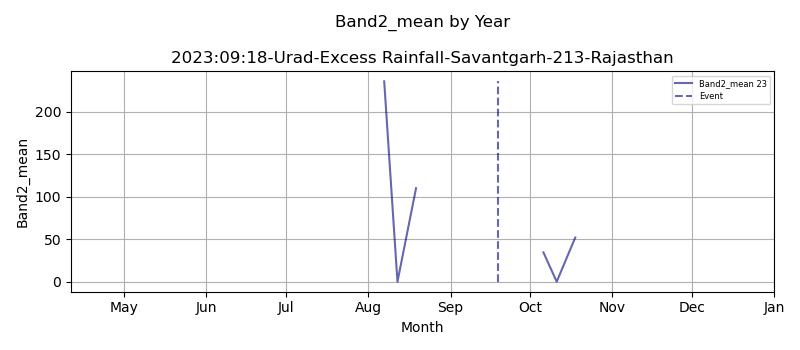 Band2_mean by Year
2023:09:18-Urad-Excess Rainfall-Savantgarh-213-Rajasthan
Band2_mean 23
Event
200
150
100
50
0
Band2_mean
May Jun Jul Aug Sep Oct Nov Dec Jan
Month